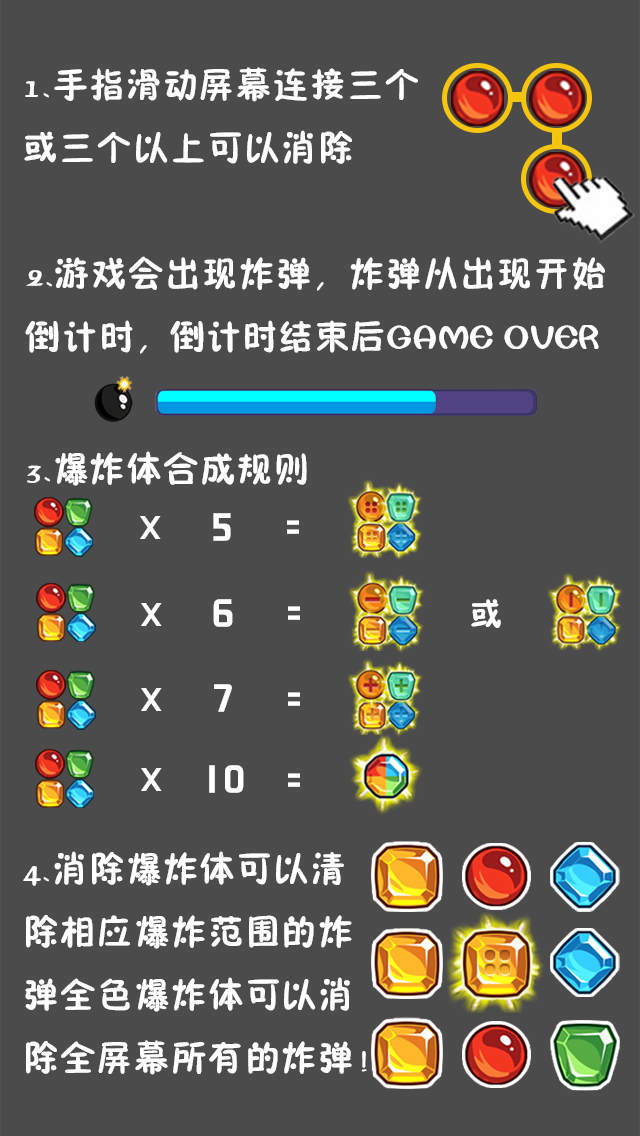 1.手指滑动屏幕连接三个
或三个以上可以消除
2.游戏会出现炸弹，炸弹从出现开始
倒计时，倒计时结束后GAME OVER
3.爆炸体合成规则
X 5 =
X 6 = 或
X 7 =
X 10 =
4.消除爆炸体可以清
除相应爆炸范围的炸
弹全色爆炸体可以消
除全屏幕所有的炸弹!